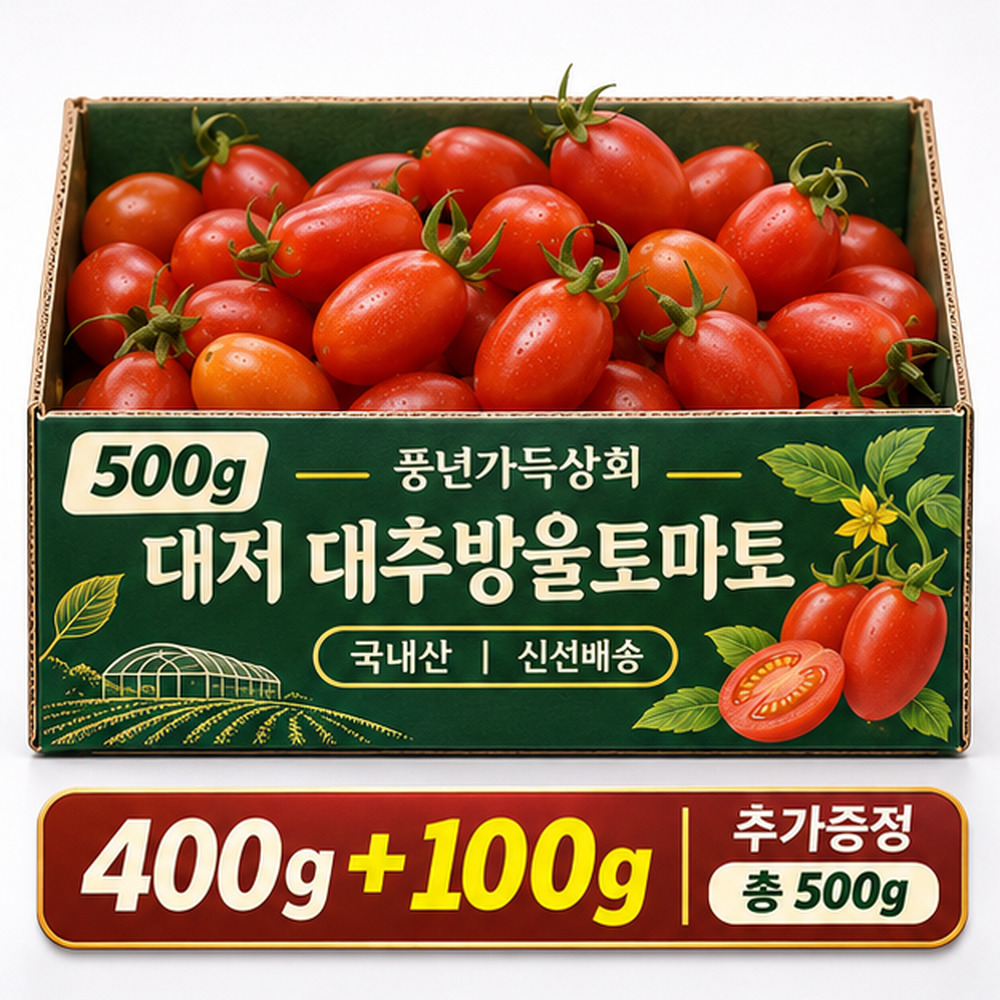 500g
풍년가득상회
대저 대추방울토마토
국내산 | 신선배송
400g+100g
추가증정
총 500g